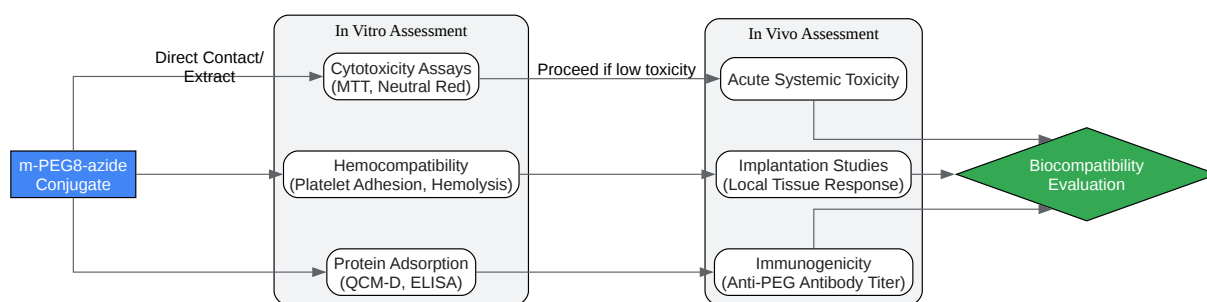 In Vitro Assessment
In Vivo Assessment
Direct Contact/
Extract
Cytotoxicity Assays
(MTT, Neutral Red)
Proceed if low toxicity
Acute Systemic Toxicity
m-PEG8-azide
Conjugate
Hemocompatibility
(Platelet Adhesion, Hemolysis)
Implantation Studies
(Local Tissue Response)
Biocompatibility
Evaluation
Protein Adsorption
(QCM-D, ELISA)
Immunogenicity
(Anti-PEG Antibody Titer)